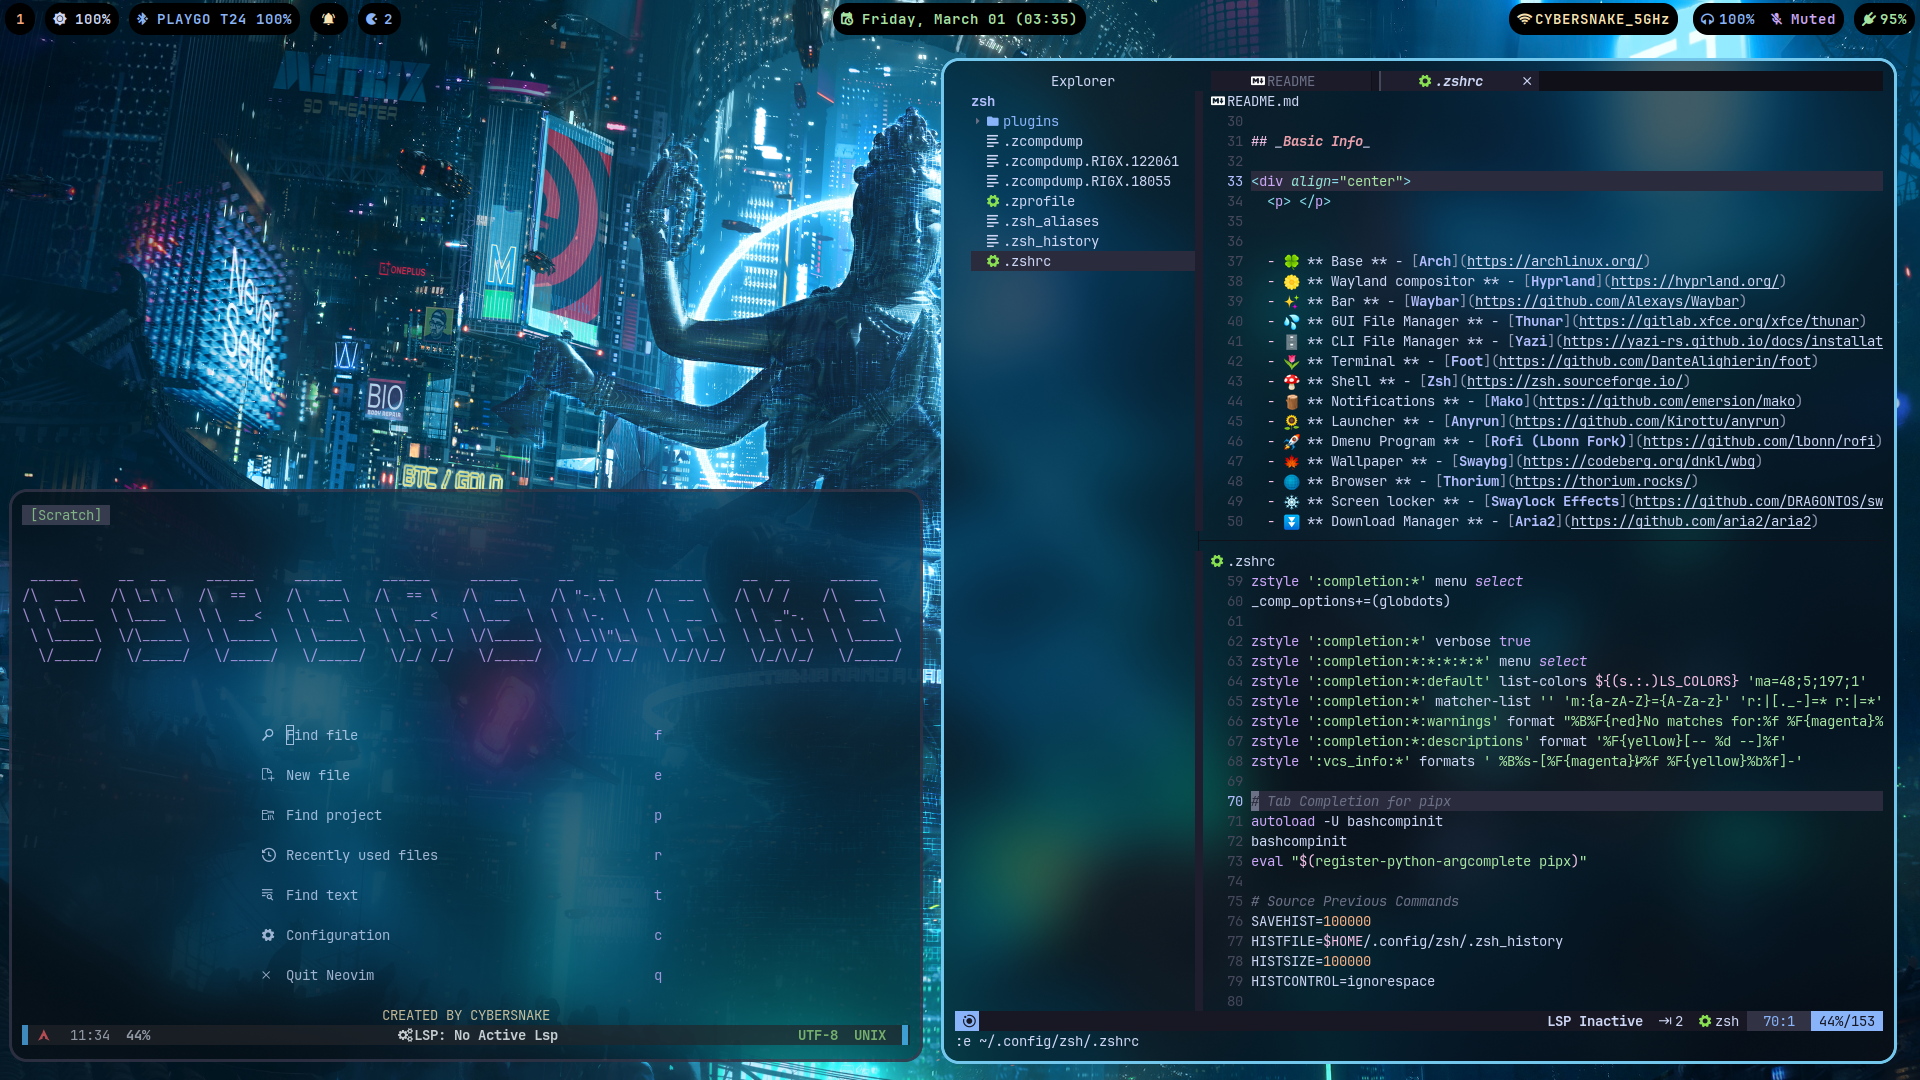 1 100% PLAYGO T24 100% 2
Friday, March 01 (03:35)
CYBERSNAKE_5GHz 100% Muted 95%
Never
Settle
ONEPLUS
M
BIO
BODY REPAIR
BTC / GOLD
[Scratch]
Find file f
New file e
Find project p
Recently used files r
Find text t
Configuration c
Quit Neovim q
CREATED BY CYBERSNAKE
11:34 44% LSP: No Active Lsp UTF-8 UNIX
Explorer
zsh
plugins
.zcompdump
.zcompdump.RIGX.122061
.zcompdump.RIGX.18055
.zprofile
.zsh_aliases
.zsh_history
.zshrc
README .zshrc ×
README.md
30
31 ## _Basic Info_
32
33 <div align="center">
34 <p> </p>
35
36
37 - 🍀 ** Base ** - [Arch](https://archlinux.org/)
38 - 🌼 ** Wayland compositor ** - [Hyprland](https://hyprland.org/)
39 - ✨ ** Bar ** - [Waybar](https://github.com/Alexays/Waybar)
40 - 💦 ** GUI File Manager ** - [Thunar](https://gitlab.xfce.org/xfce/thunar)
41 - 🗄 ** CLI File Manager ** - [Yazi](https://yazi-rs.github.io/docs/installat
42 - 🌷 ** Terminal ** - [Foot](https://github.com/DanteAlighierin/foot)
43 - 🍄 ** Shell ** - [Zsh](https://zsh.sourceforge.io/)
44 - 🪵 ** Notifications ** - [Mako](https://github.com/emersion/mako)
45 - 🌻 ** Launcher ** - [Anyrun](https://github.com/Kirottu/anyrun)
46 - 🚀 ** Dmenu Program ** - [Rofi (Lbonn Fork)](https://github.com/lbonn/rofi)
47 - 🍁 ** Wallpaper ** - [Swaybg](https://codeberg.org/dnkl/wbg)
48 - 🌐 ** Browser ** - [Thorium](https://thorium.rocks/)
49 - ** Screen locker ** - [Swaylock Effects](https://github.com/DRAGONTOS/sw
50 - ⏬ ** Download Manager ** - [Aria2](https://github.com/aria2/aria2)
.zshrc
59 zstyle ':completion:*' menu select
60 _comp_options+=(globdots)
61
62 zstyle ':completion:*' verbose true
63 zstyle ':completion:*:*:*:*:*' menu select
64 zstyle ':completion:*:default' list-colors ${(s.:.)LS_COLORS} 'ma=48;5;197;1'
65 zstyle ':completion:*' matcher-list '' 'm:{a-zA-Z}={A-Za-z}' 'r:|[._-]=* r:|=*'
66 zstyle ':completion:*:warnings' format "%B%F{red}No matches for:%f %F{magenta}%
67 zstyle ':completion:*:descriptions' format '%F{yellow}[-- %d --]%f'
68 zstyle ':vcs_info:*' formats ' %B%s-[%F{magenta}%f %F{yellow}%b%f]-'
69
70 # Tab Completion for pipx
71 autoload -U bashcompinit
72 bashcompinit
73 eval "$(register-python-argcomplete pipx)"
74
75 # Source Previous Commands
76 SAVEHIST=100000
77 HISTFILE=$HOME/.config/zsh/.zsh_history
78 HISTSIZE=100000
79 HISTCONTROL=ignorespace
80
LSP Inactive 2 zsh 70:1 44%/153
:e ~/.config/zsh/.zshrc